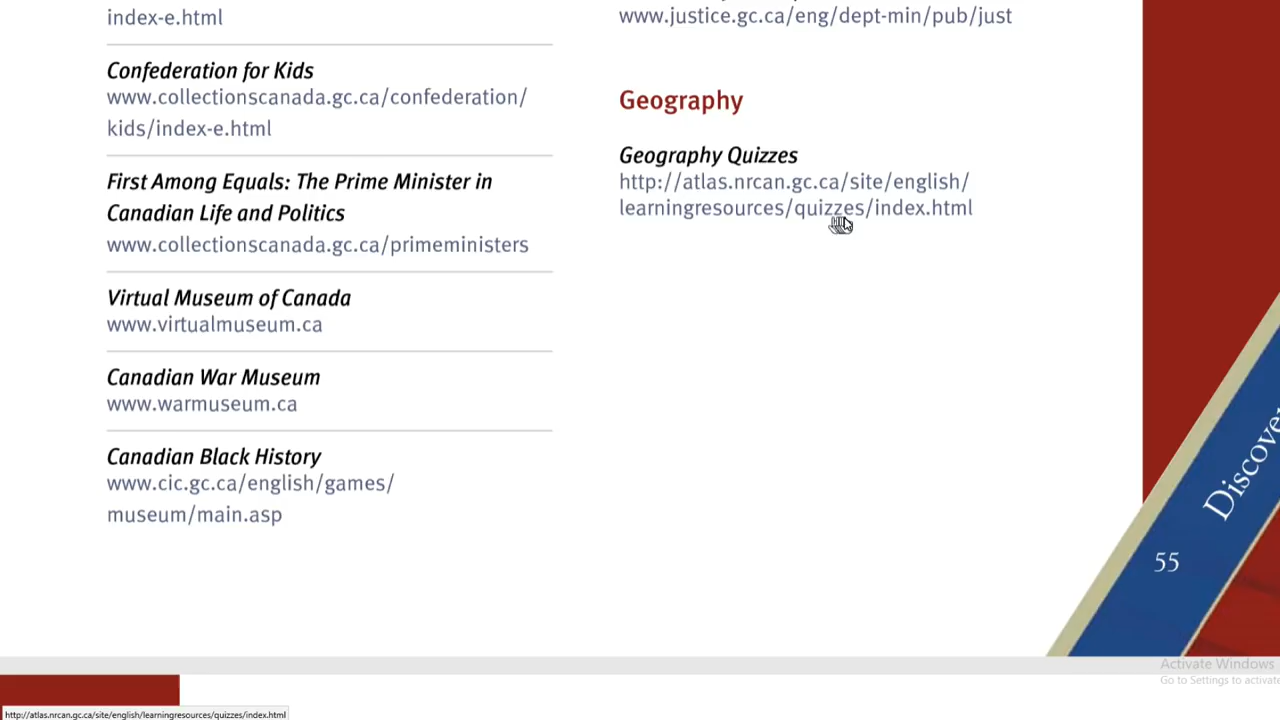 index-e.html
Confederation for Kids
www.collectionscanada.gc.ca/confederation/
kids/index-e.html
First Among Equals: The Prime Minister in
Canadian Life and Politics
www.collectionscanada.gc.ca/primeministers
Virtual Museum of Canada
www.virtualmuseum.ca
Canadian War Museum
www.warmuseum.ca
Canadian Black History
www.cic.gc.ca/english/games/
museum/main.asp
www.justice.gc.ca/eng/dept-min/pub/just
Geography
Geography Quizzes
http://atlas.nrcan.gc.ca/site/english/
learningresources/quizzes/index.html
Discove
55
Activate Windows
Go to Settings to activate
http://atlas.nrcan.gc.ca/site/english/learningresources/quizzes/index.html